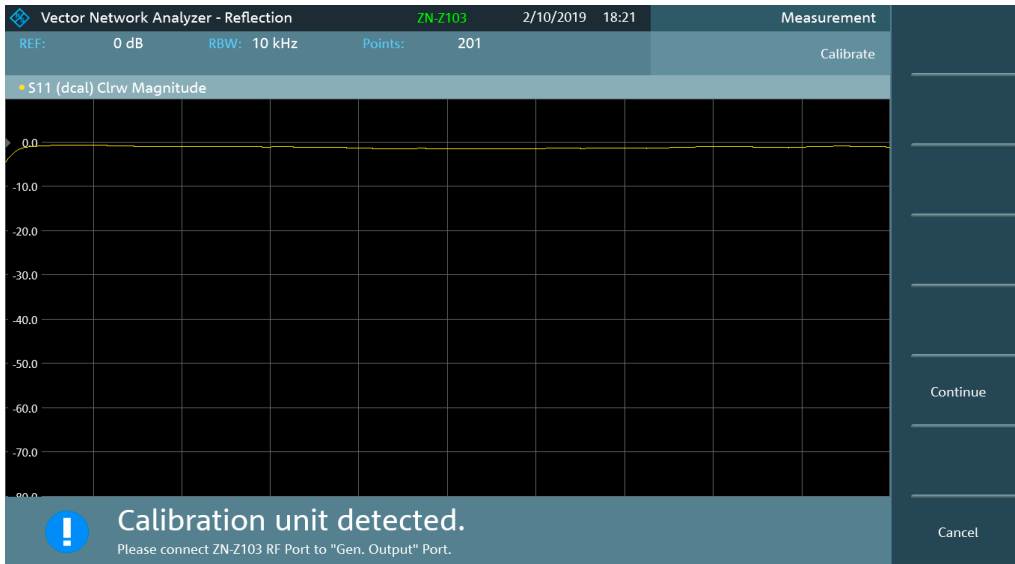 Vector Network Analyzer - Reflection ZN-Z103 2/10/2019 18:21 Measurement
REF: 0 dB RBW: 10 kHz Points: 201
Calibrate
S11 (dcal) Clrw Magnitude
0.0
-10.0
-20.0
-30.0
-40.0
-50.0
Continue
-60.0
-70.0
-80.0
Calibration unit detected.
Cancel
Please connect ZN-Z103 RF Port to "Gen. Output" Port.